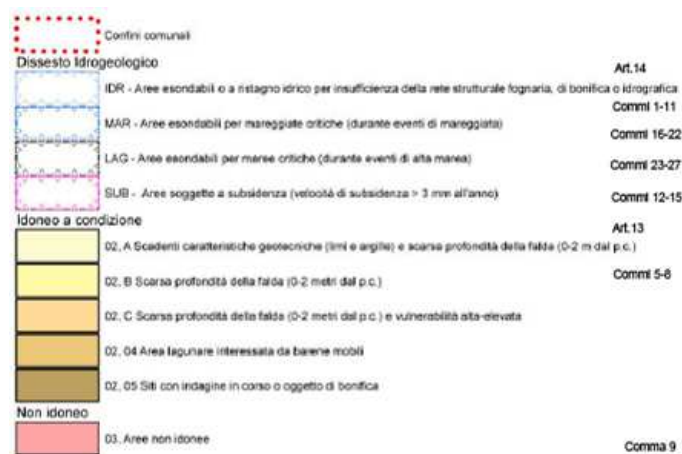 Confini comunali
Dissesto Idrogeologico
Art.14
IDR - Aree esondabili o a ristagno idrico per insufficienza della rete strutturale fognaria, di bonifica o idrografica
Commi 1-11
MAR - Aree esondabili per mareggiate critiche (durante eventi di mareggiata)
Commi 16-22
LAG - Aree esondabili per maree critiche (durante eventi di alta marea)
Commi 23-27
SUB - Aree soggette a subsidenza (velocità di subsidenza > 3 mm all'anno)
Commi 12-15
Idoneo a condizione
Art.13
02. A Scadenti caratteristiche geotecniche (limi e argille) e scarsa profondità della falda (0-2 m dal p.c.)
02. B Scarsa profondità della falda (0-2 metri dal p.c.)
Commi 5-8
02. C Scarsa profondità della falda (0-2 metri dal p.c.) e vulnerabilità alta-elevata
02. 04 Area lagunare interessata da barene mobili
02. 05 Siti con indagine in corso o oggetto di bonifica
Non idoneo
03. Aree non idonee
Comma 9